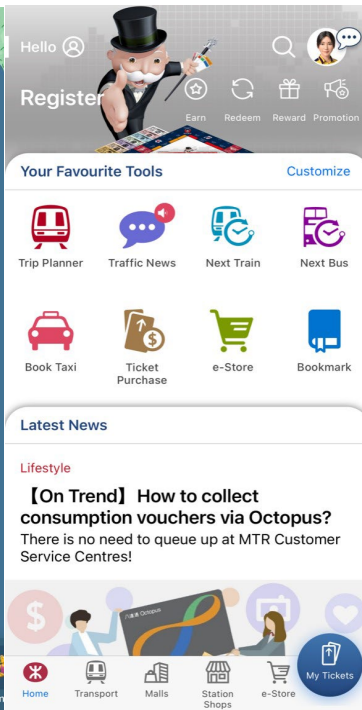 Hello
Register
Earn
Redeem
Reward
Promotion
Your Favourite Tools
Customize
Trip Planner
Traffic News
Next Train
Next Bus
Book Taxi
Ticket
Purchase
e-Store
Bookmark
Latest News
Lifestyle
【On Trend】How to collect
consumption vouchers via Octopus?
There is no need to queue up at MTR Customer
Service Centres!
八達通 Octopus
My Tickets
Home
Transport
Malls
Station
Shops
e-Store